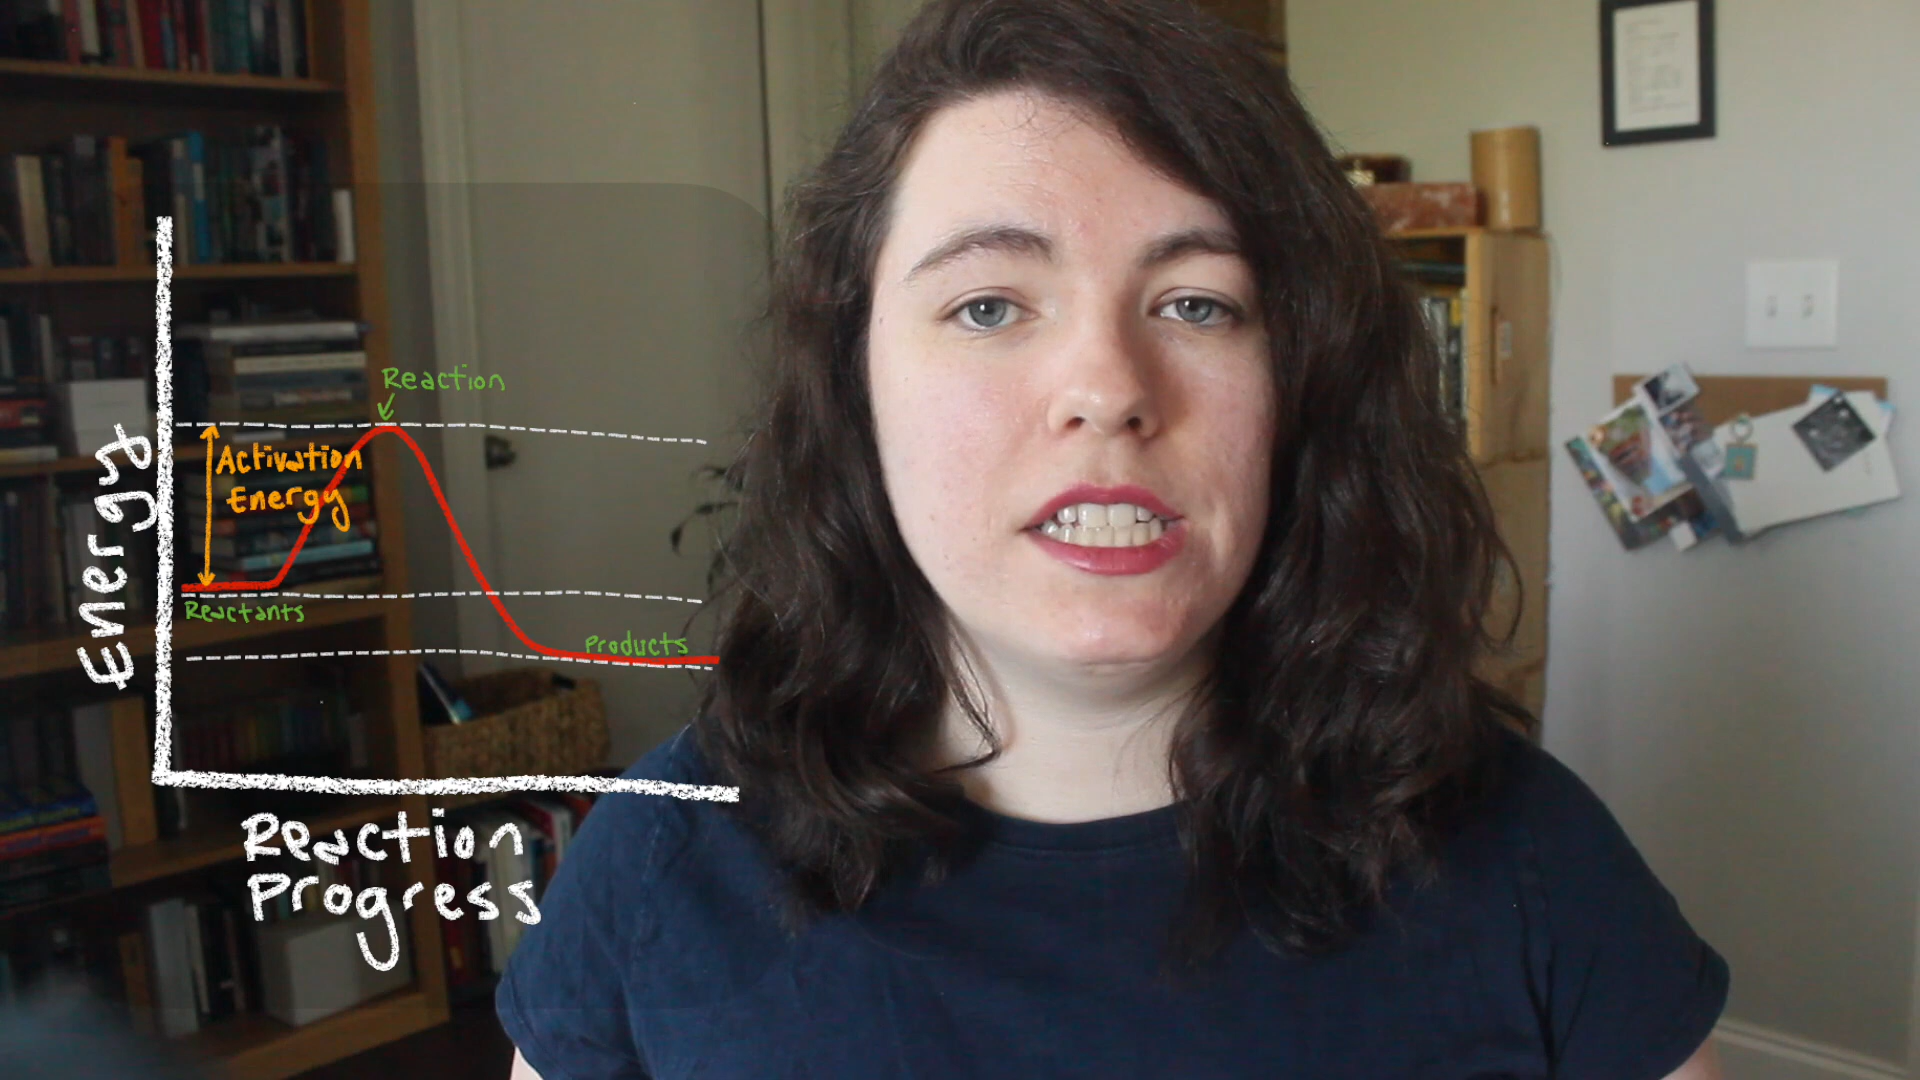 Reaction
Activation
Energy
Energy
Reactants
Products
Reaction
Progress